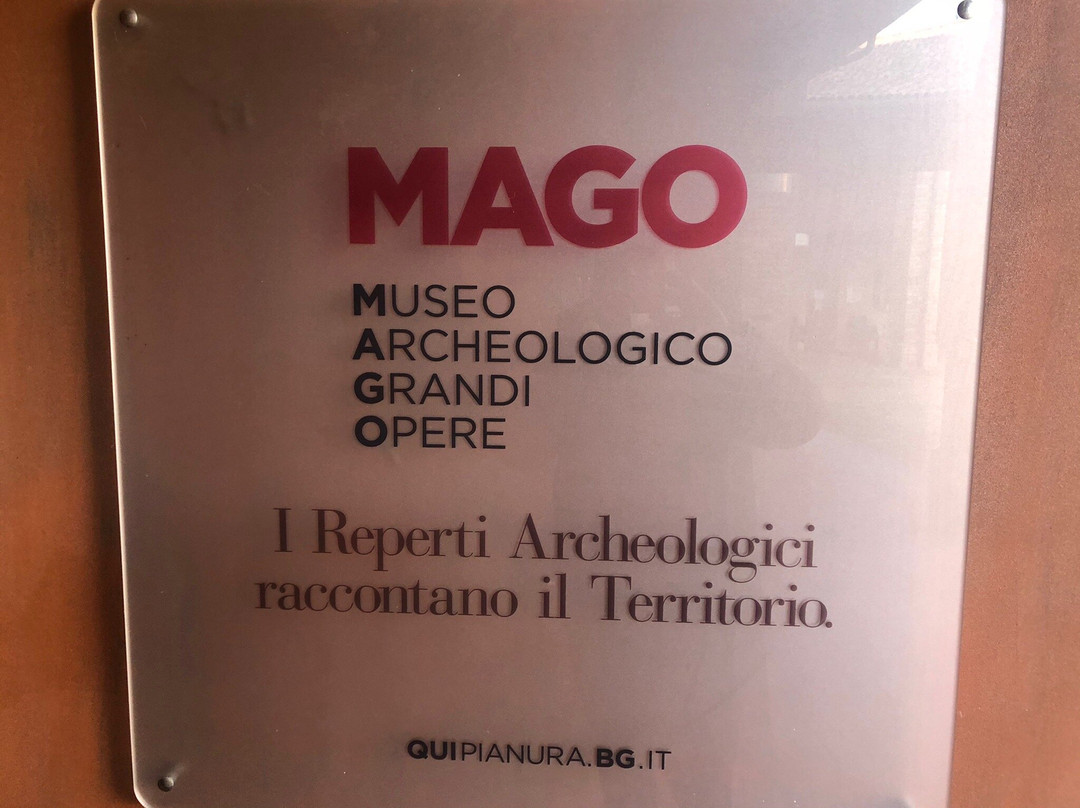 MAGO
MUSEO
ARCHEOLOGICO
GRANDI
OPERE
I Reperti Archeologici
raccontano il Territorio.
QUIPIANURA.BG.IT